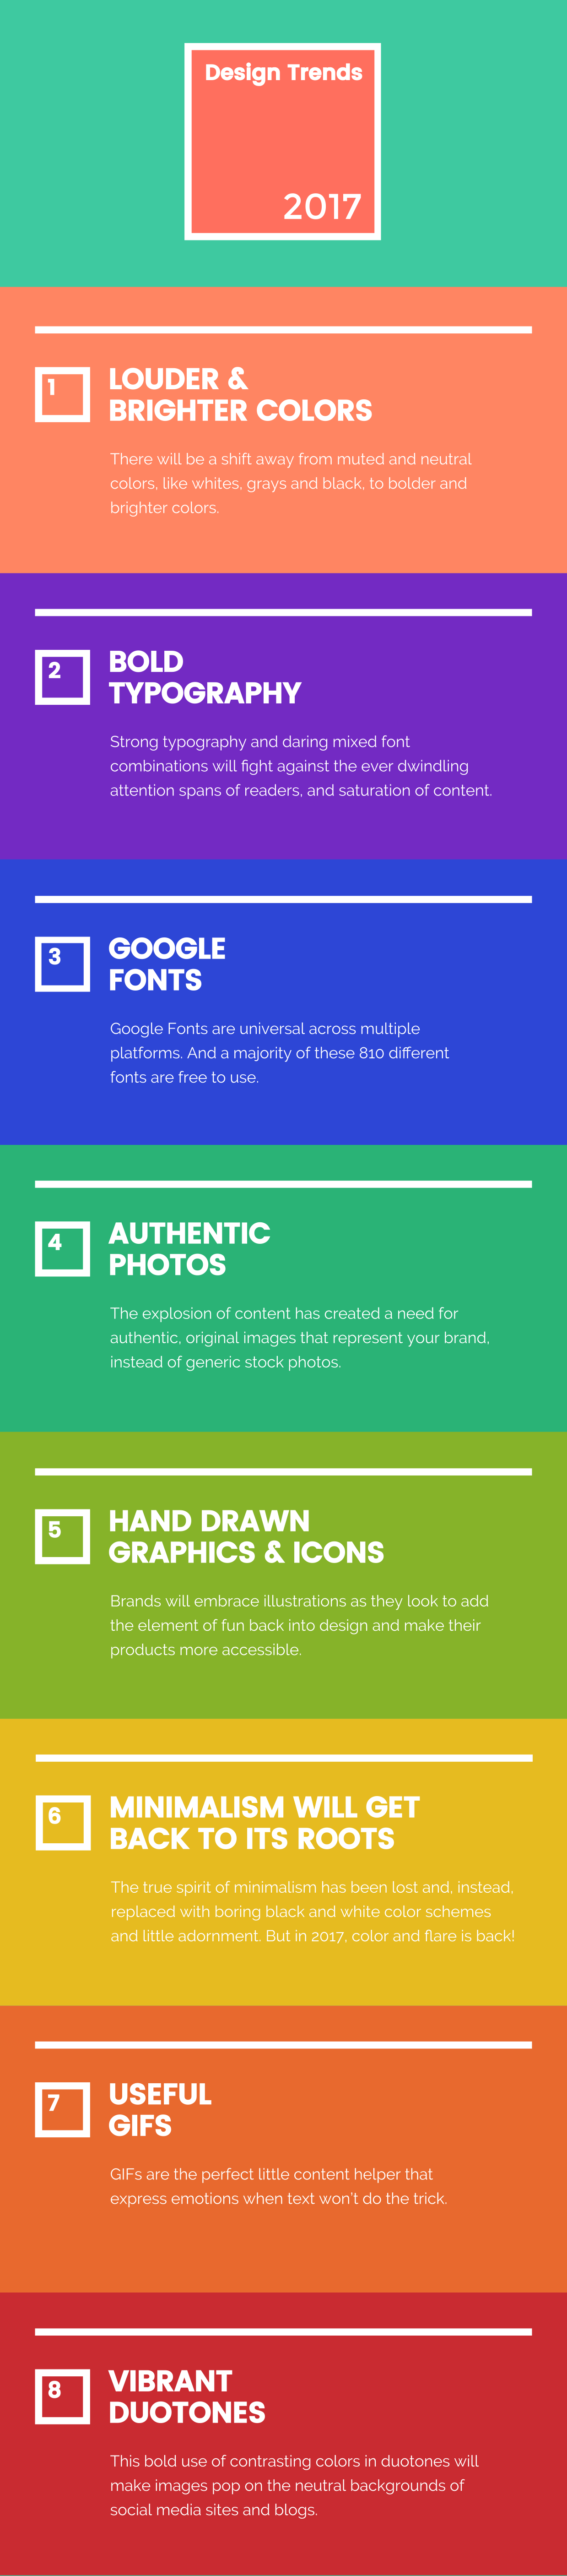 Design Trends
2017
1
LOUDER &
BRIGHTER COLORS
There will be a shift away from muted and neutral
colors, like whites, grays and black, to bolder and
brighter colors.
2
BOLD
TYPOGRAPHY
Strong typography and daring mixed font
combinations will fight against the ever dwindling
attention spans of readers, and saturation of content.
3
GOOGLE
FONTS
Google Fonts are universal across multiple
platforms. And a majority of these 810 different
fonts are free to use.
4
AUTHENTIC
PHOTOS
The explosion of content has created a need for
authentic, original images that represent your brand,
instead of generic stock photos.
5
HAND DRAWN
GRAPHICS & ICONS
Brands will embrace illustrations as they look to add
the element of fun back into design and make their
products more accessible.
6
MINIMALISM WILL GET
BACK TO ITS ROOTS
The true spirit of minimalism has been lost and, instead,
replaced with boring black and white color schemes
and little adornment. But in 2017, color and flare is back!
7
USEFUL
GIFS
GIFs are the perfect little content helper that
express emotions when text won't do the trick.
8
VIBRANT
DUOTONES
This bold use of contrasting colors in duotones will
make images pop on the neutral backgrounds of
social media sites and blogs.